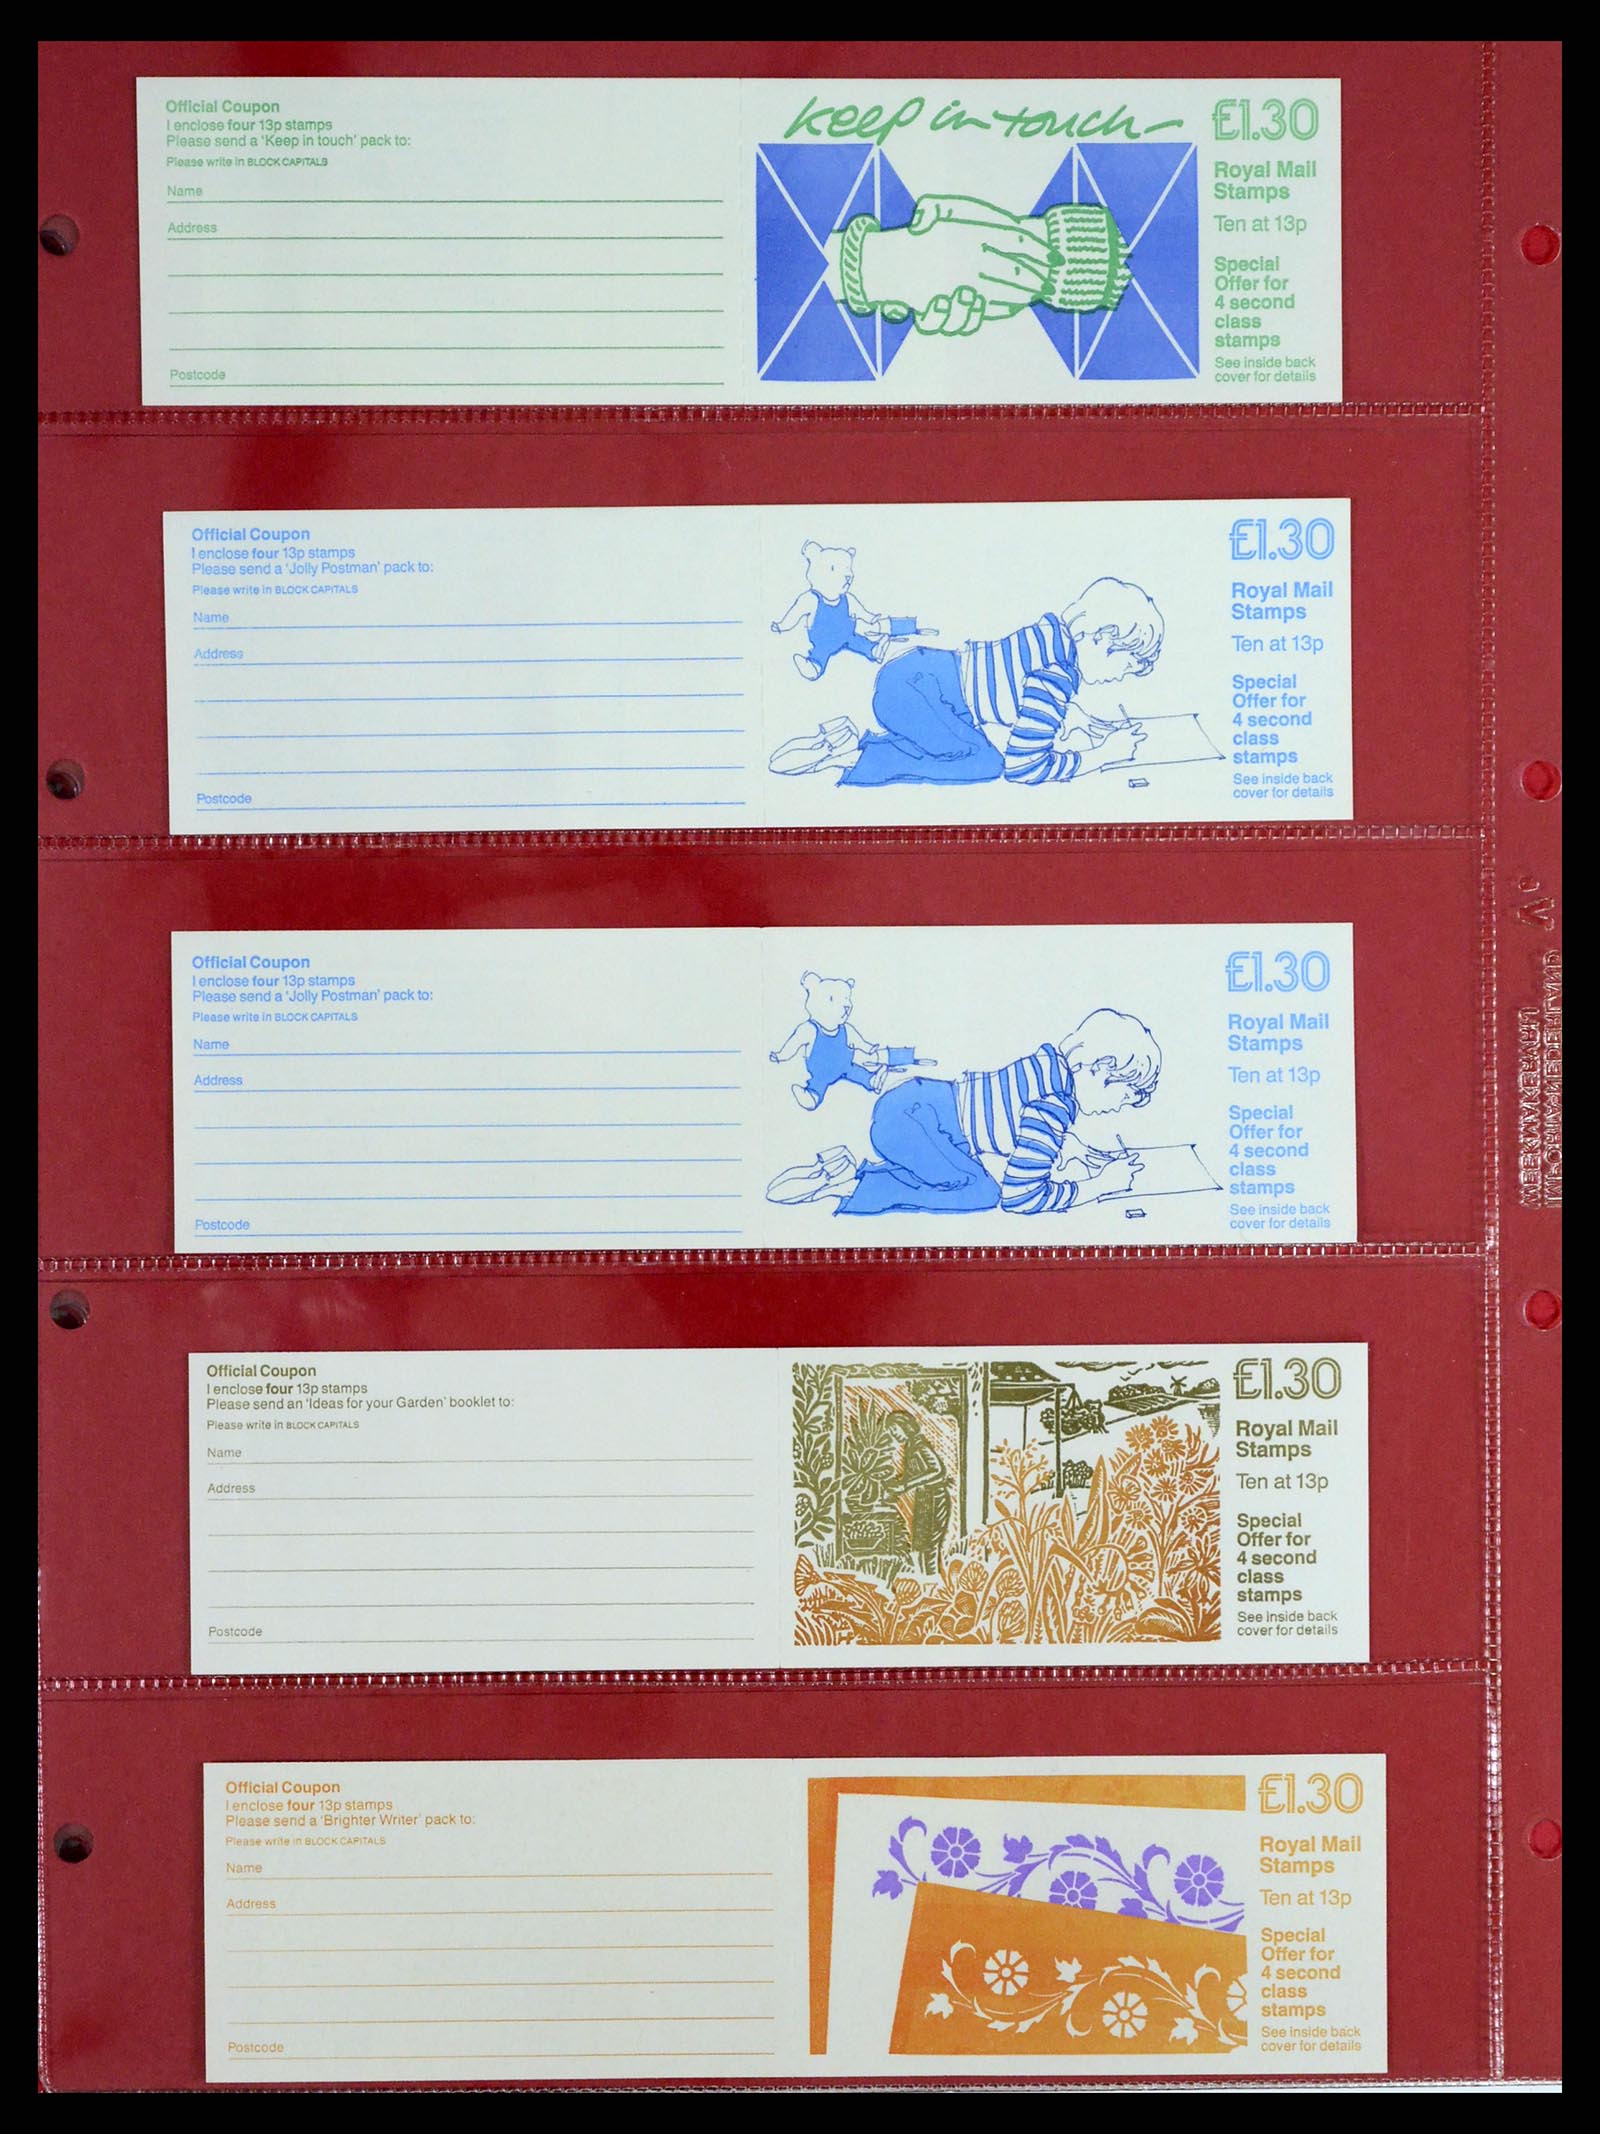 Official Coupon
I enclose four 13p stamps
Please send a 'Keep in touch' pack to:
Please write in BLOCK CAPITALS
Name
Address
Postcode
Keep in touch
£1.30
Royal Mail
Stamps
Ten at 13p
Special
Offer for
4 second
class
stamps
See inside back
cover for details
Official Coupon
I enclose four 13p stamps
Please send a 'Jolly Postman' pack to:
Please write in BLOCK CAPITALS
Name
Address
Postcode
£1.30
Royal Mail
Stamps
Ten at 13p
Special
Offer for
4 second
class
stamps
See inside back
cover for details
Official Coupon
I enclose four 13p stamps
Please send a 'Jolly Postman' pack to:
Please write in BLOCK CAPITALS
Name
Address
Postcode
£1.30
Royal Mail
Stamps
Ten at 13p
Special
Offer for
4 second
class
stamps
See inside back
cover for details
Official Coupon
I enclose four 13p stamps
Please send an 'Ideas for your Garden' booklet to:
Please write in BLOCK CAPITALS
Name
Address
Postcode
£1.30
Royal Mail
Stamps
Ten at 13p
Special
Offer for
4 second
class
stamps
See inside back
cover for details
Official Coupon
I enclose four 13p stamps
Please send a 'Brighter Writer' pack to:
Please write in BLOCK CAPITALS
Name
Address
Postcode
£1.30
Royal Mail
Stamps
Ten at 13p
Special
Offer for
4 second
class
stamps
See inside back
cover for details